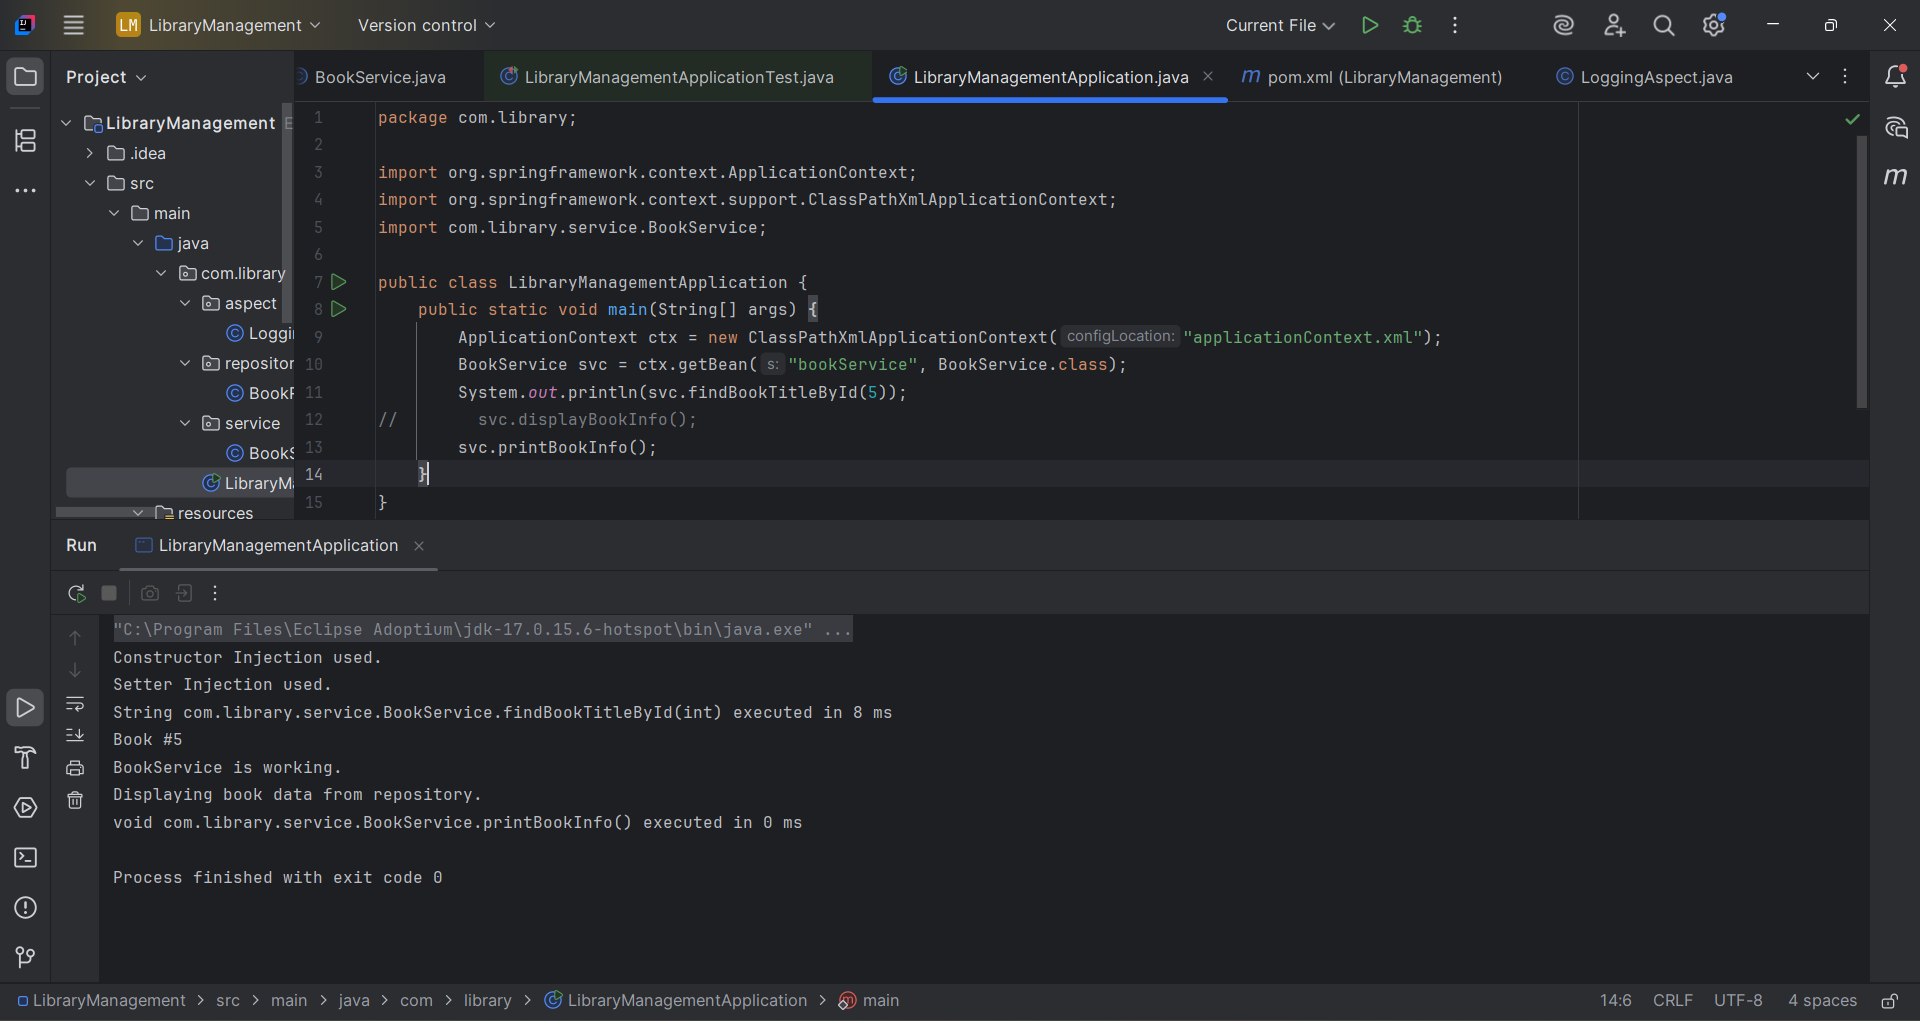 LM LibraryManagement Version control Current File
Project
BookService.java LibraryManagementApplicationTest.java LibraryManagementApplication.java pom.xml (LibraryManagement) LoggingAspect.java
LibraryManagement
.idea
src
main
java
com.library
aspect
Loggi
repositor
BookR
service
BookS
LibraryMa
resources
1 package com.library;
2
3 import org.springframework.context.ApplicationContext;
4 import org.springframework.context.support.ClassPathXmlApplicationContext;
5 import com.library.service.BookService;
6
7 public class LibraryManagementApplication {
8 public static void main(String[] args) {
9 ApplicationContext ctx = new ClassPathXmlApplicationContext( configLocation: "applicationContext.xml");
10 BookService svc = ctx.getBean( s: "bookService", BookService.class);
11 System.out.println(svc.findBookTitleById(5));
12 // svc.displayBookInfo();
13 svc.printBookInfo();
14 }
15 }
Run LibraryManagementApplication
"C:\Program Files\Eclipse Adoptium\jdk-17.0.15.6-hotspot\bin\java.exe" ...
Constructor Injection used.
Setter Injection used.
String com.library.service.BookService.findBookTitleById(int) executed in 8 ms
Book #5
BookService is working.
Displaying book data from repository.
void com.library.service.BookService.printBookInfo() executed in 0 ms
Process finished with exit code 0
LibraryManagement > src > main > java > com > library > LibraryManagementApplication > main 14:6 CRLF UTF-8 4 spaces